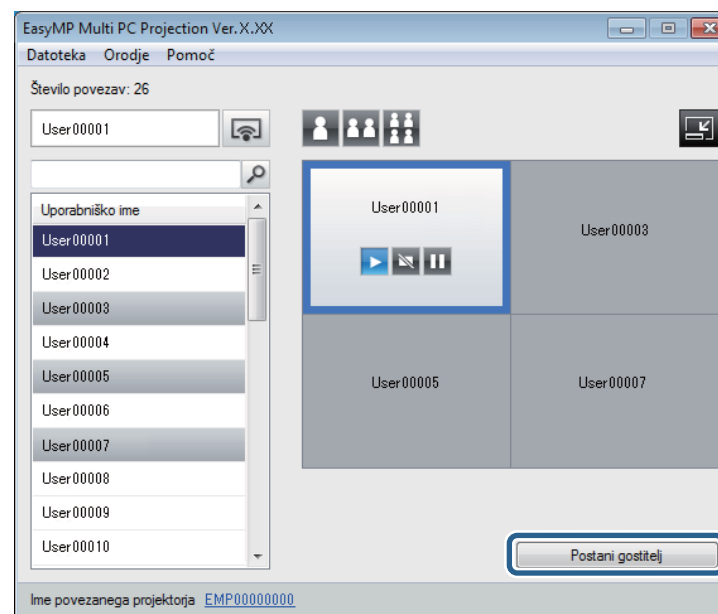 EasyMP Multi PC Projection Ver.X.XX
Datoteka Orodje Pomoč
Število povezav: 26
User00001
Uporabniško ime
User00001
User00002
User00003
User00004
User00005
User00006
User00007
User00008
User00009
User00010
User00001
User00003
User00005
User00007
Postani gostitelj
Ime povezanega projektorja EMP00000000